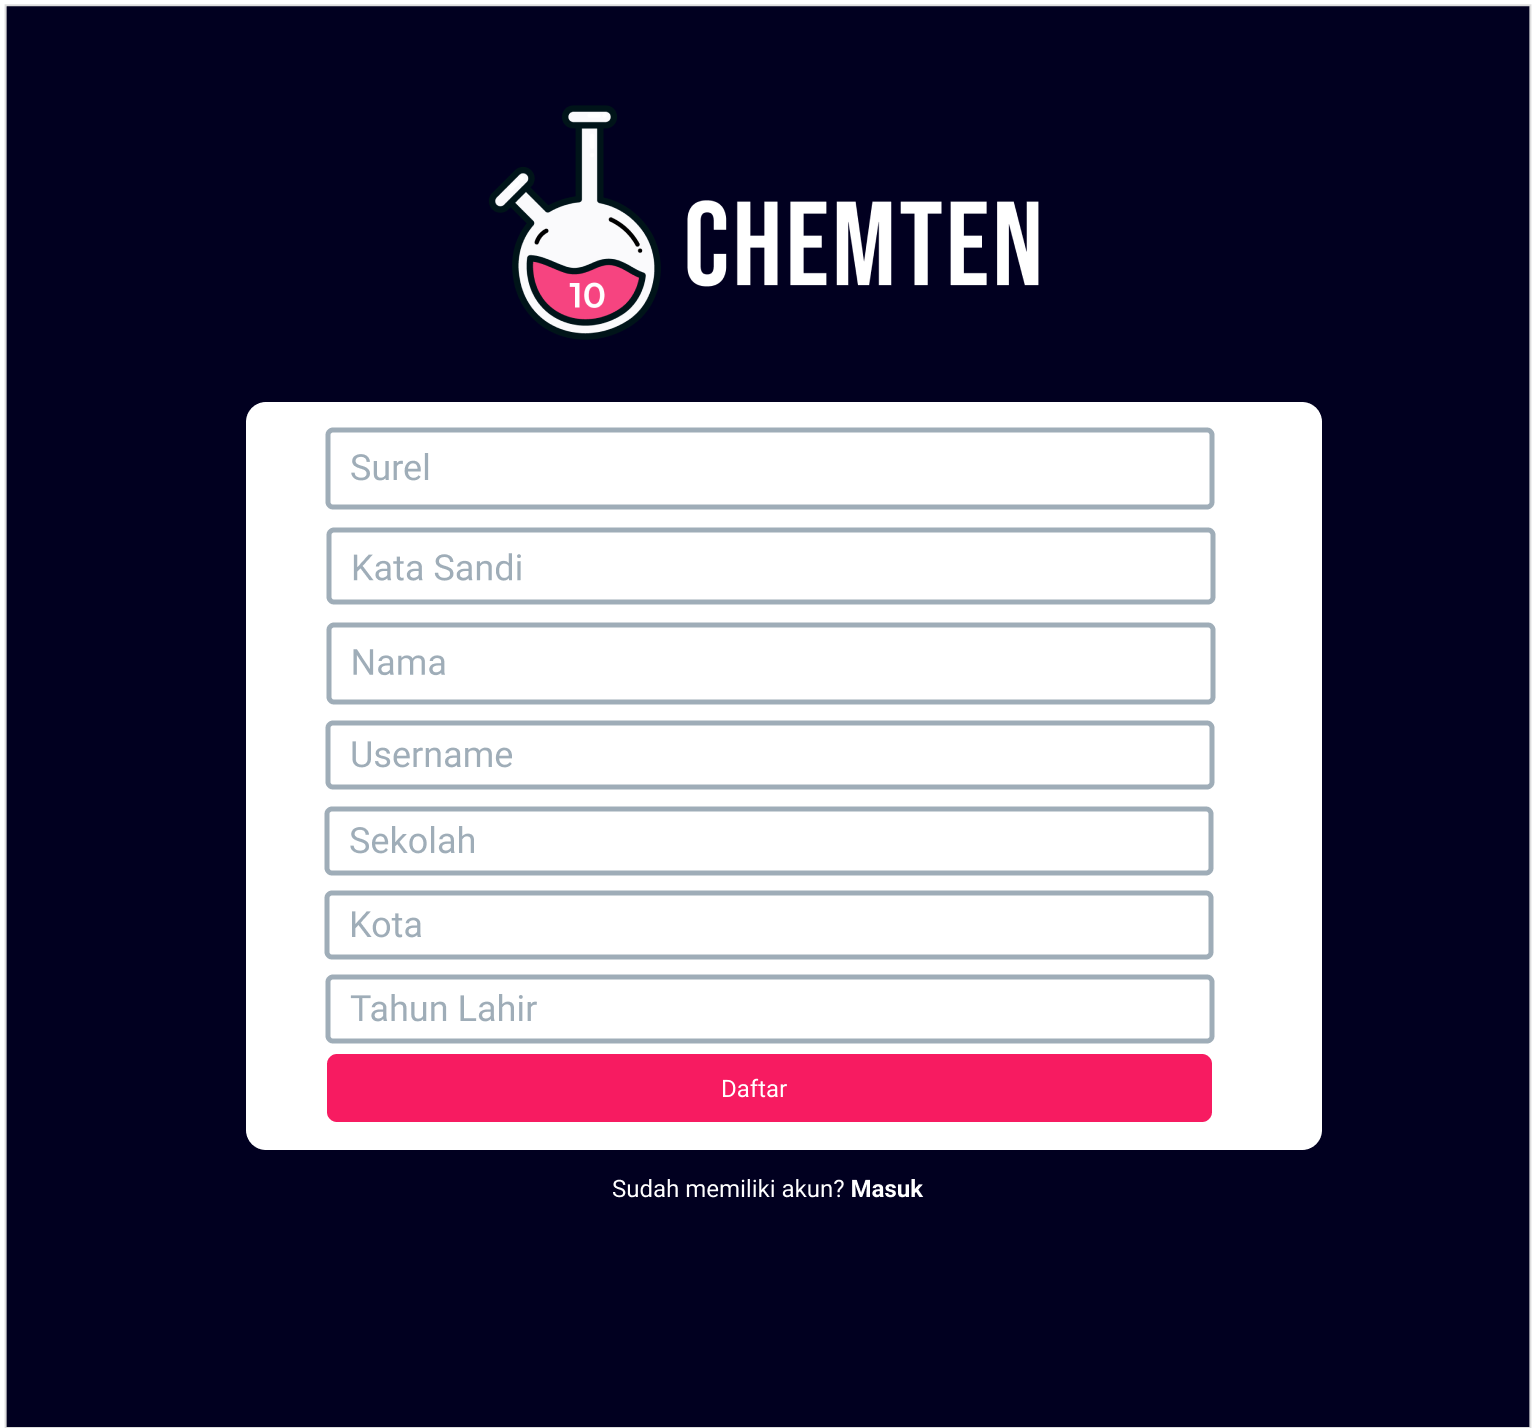 10
CHEMTEN
Surel
Kata Sandi
Nama
Username
Sekolah
Kota
Tahun Lahir
Daftar
Sudah memiliki akun? Masuk